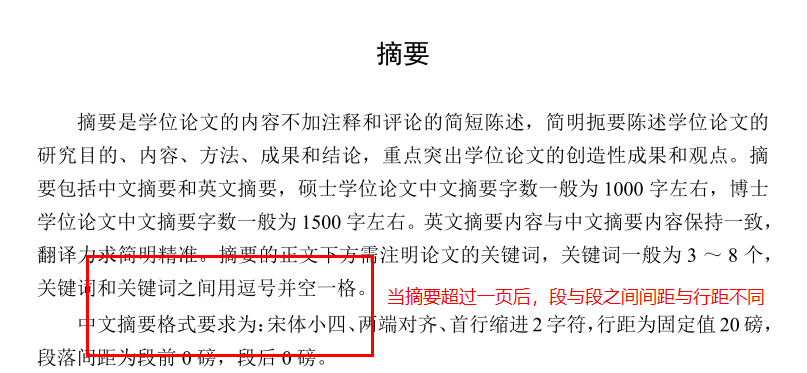 摘要
摘要是学位论文的内容不加注释和评论的简短陈述，简明扼要陈述学位论文的
研究目的、内容、方法、成果和结论，重点突出学位论文的创造性成果和观点。摘
要包括中文摘要和英文摘要，硕士学位论文中文摘要字数一般为 1000 字左右，博士
学位论文中文摘要字数一般为 1500 字左右。英文摘要内容与中文摘要内容保持一致，
翻译力求简明精准。摘要的正文下方需注明论文的关键词，关键词一般为 3 ～ 8 个，
关键词和关键词之间用逗号并空一格。
当摘要超过一页后，段与段之间间距与行距不同
中文摘要格式要求为：宋体小四、两端对齐、首行缩进 2 字符，行距为固定值 20 磅，
段落间距为段前 0 磅，段后 0 磅。